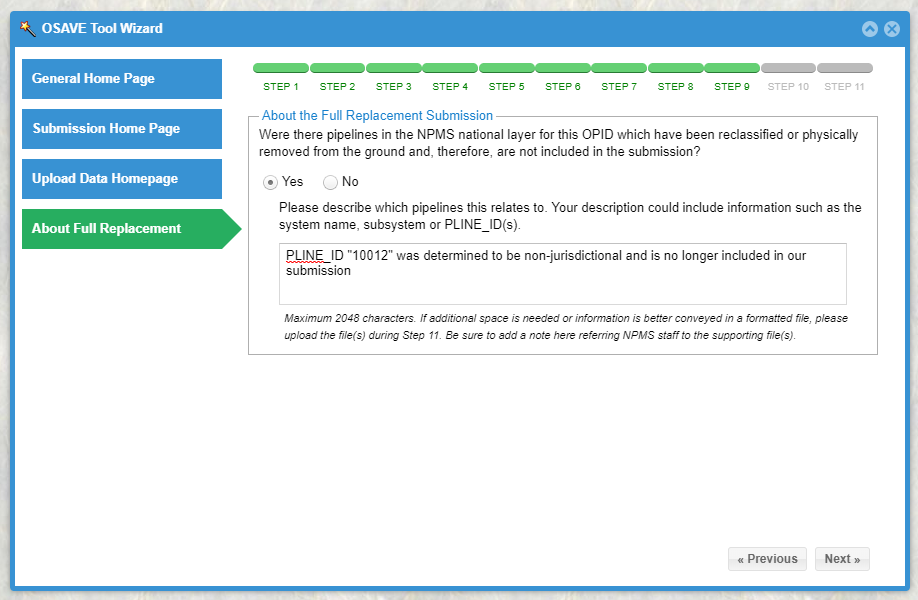 OSAVE Tool Wizard
General Home Page
Submission Home Page
Upload Data Homepage
About Full Replacement
STEP 1 STEP 2 STEP 3 STEP 4 STEP 5 STEP 6 STEP 7 STEP 8 STEP 9 STEP 10 STEP 11
About the Full Replacement Submission
Were there pipelines in the NPMS national layer for this OPID which have been reclassified or physically
removed from the ground and, therefore, are not included in the submission?
Yes No
Please describe which pipelines this relates to. Your description could include information such as the
system name, subsystem or PLINE_ID(s).
PLINE_ID "10012" was determined to be non-jurisdictional and is no longer included in our
submission
Maximum 2048 characters. If additional space is needed or information is better conveyed in a formatted file, please
upload the file(s) during Step 11. Be sure to add a note here referring NPMS staff to the supporting file(s).
« Previous Next »